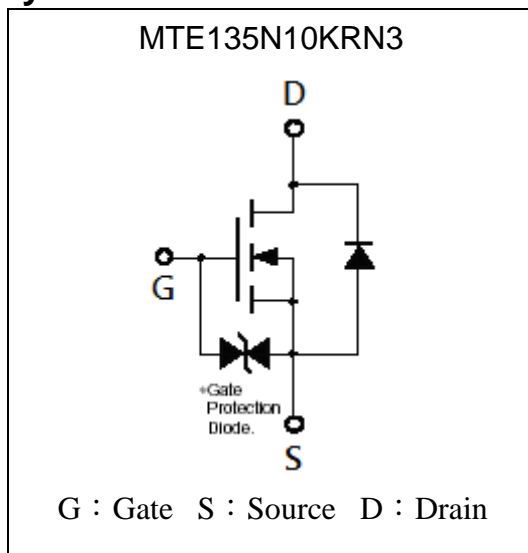 MTE135N10KRN3
D
G
*Gate
Protection
Diode.
S
G：Gate S：Source D：Drain